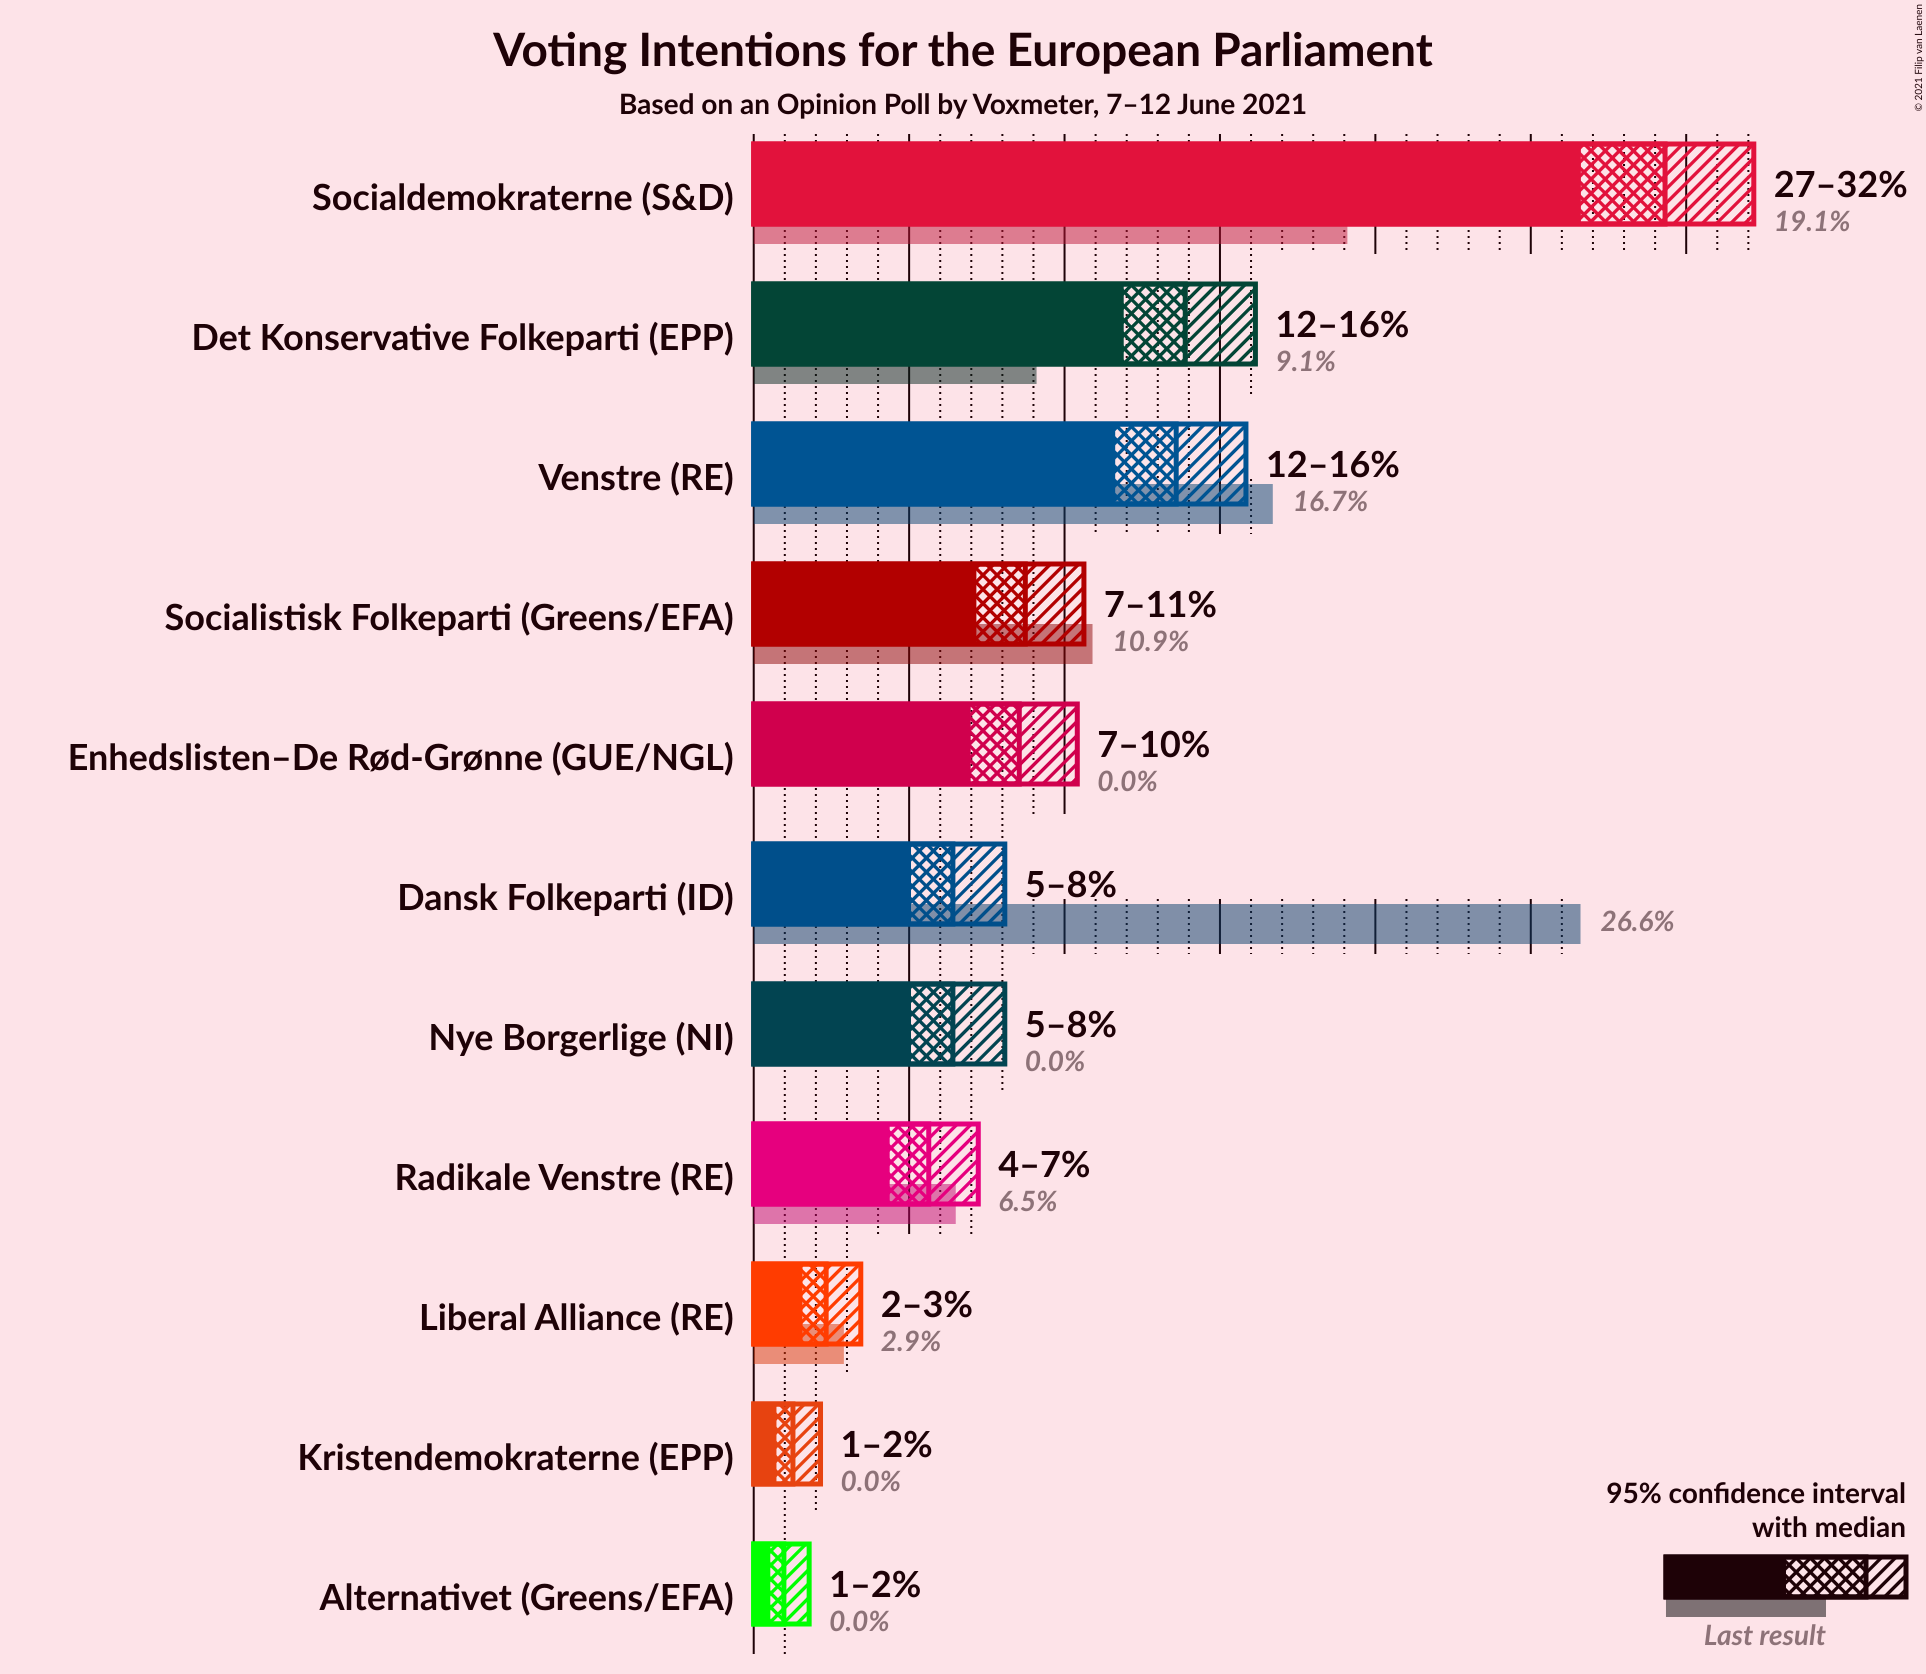 Voting Intentions for the European Parliament
Based on an Opinion Poll by Voxmeter, 7–12 June 2021
© 2021 Filip van Laenen
Socialdemokraterne (S&D)
27–32%
19.1%
Det Konservative Folkeparti (EPP)
12–16%
9.1%
Venstre (RE)
12–16%
16.7%
Socialistisk Folkeparti (Greens/EFA)
7–11%
10.9%
Enhedslisten–De Rød-Grønne (GUE/NGL)
7–10%
0.0%
Dansk Folkeparti (ID)
5–8%
26.6%
Nye Borgerlige (NI)
5–8%
0.0%
Radikale Venstre (RE)
4–7%
6.5%
Liberal Alliance (RE)
2–3%
2.9%
Kristendemokraterne (EPP)
1–2%
0.0%
Alternativet (Greens/EFA)
1–2%
0.0%
95% confidence interval
with median
Last result